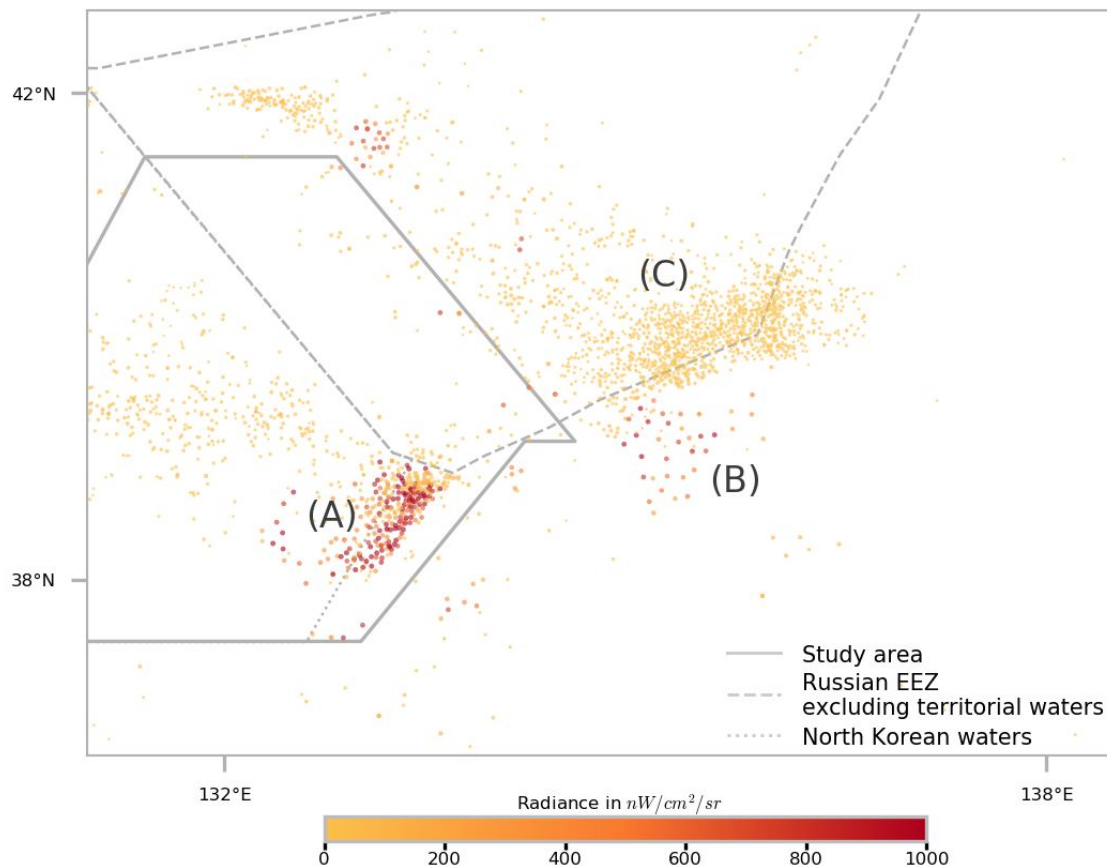 42°N
(C)
(B)
(A)
38°N
Study area
Russian EEZ
excluding territorial waters
North Korean waters
132°E
138°E
Radiance in nW/cm²/sr
0 200 400 600 800 1000